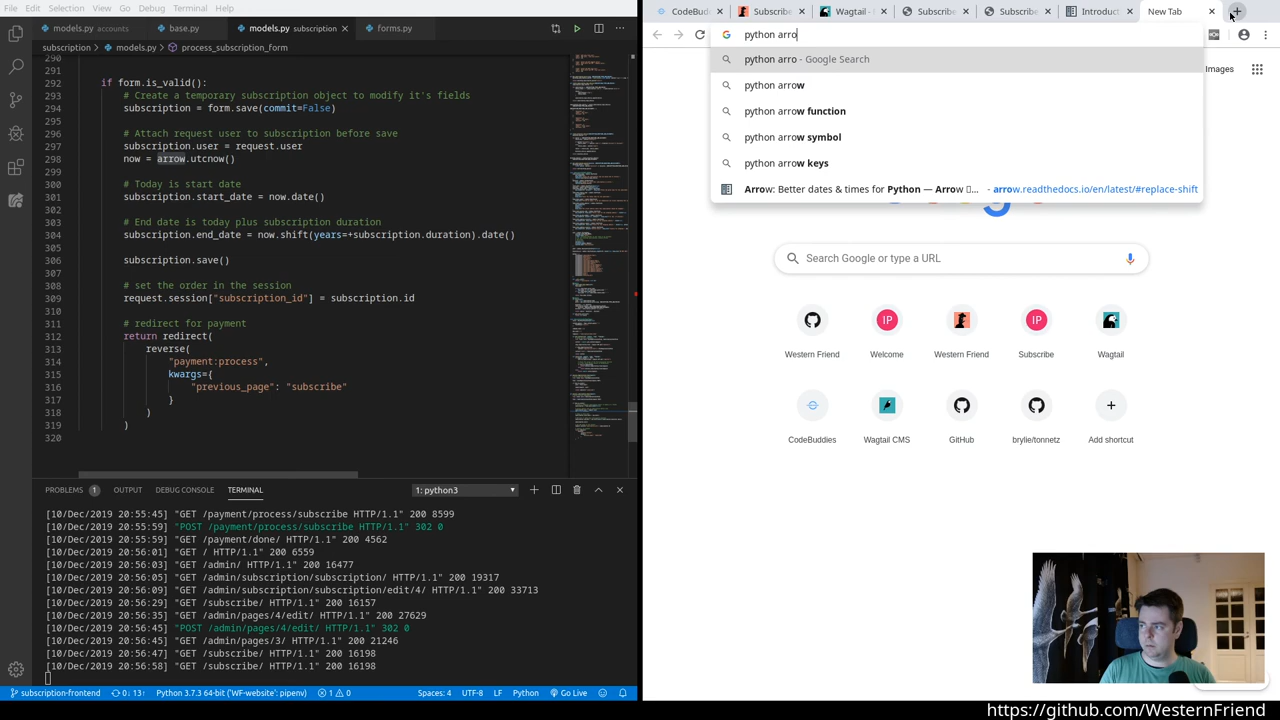 File Edit Selection View Go Debug Terminal Help
models.py accounts base.py models.py subscription forms.py
subscription models.py process_subscription_form
290
291
292 if form.is_valid():
293 # Create a temporary subscription object to modify it's fields
294 subscription = form.save(commit=False)
295
296 # Attach request user to subscription before save
297 subscription.user = request.user
298 now = arrow.utcnow()
299
300 # Today is start date
301 subscription.start_date = now.date()
302
303 # End date is today plus subscription duration
304 subscription.end_date = now.shift(years=+subscription.duration).date()
305
306 subscription.save()
307
308 # set the order in the session
309 request.session["subscription_id"] = subscription.id
310
311 # redirect for payment
312 return redirect(
313 reverse(
314 "payment:process",
315 kwargs={
316 "previous_page": "subscribe"
317 }
318 )
320
PROBLEMS 1 OUTPUT DEBUG CONSOLE TERMINAL 1: python3
[10/Dec/2019 20:55:45] "GET /payment/process/subscribe HTTP/1.1" 200 8599
[10/Dec/2019 20:55:59] "POST /payment/process/subscribe HTTP/1.1" 302 0
[10/Dec/2019 20:55:59] "GET /payment/done/ HTTP/1.1" 200 4562
[10/Dec/2019 20:56:01] "GET / HTTP/1.1" 200 6559
[10/Dec/2019 20:56:03] "GET /admin/ HTTP/1.1" 200 16477
[10/Dec/2019 20:56:05] "GET /admin/subscription/subscription/ HTTP/1.1" 200 19317
[10/Dec/2019 20:56:09] "GET /admin/subscription/subscription/edit/4/ HTTP/1.1" 200 33713
[10/Dec/2019 20:56:29] "GET /subscribe/ HTTP/1.1" 200 16157
[10/Dec/2019 20:56:35] "GET /admin/pages/4/edit/ HTTP/1.1" 200 27629
[10/Dec/2019 20:56:45] "POST /admin/pages/4/edit/ HTTP/1.1" 302 0
[10/Dec/2019 20:56:45] "GET /admin/pages/3/ HTTP/1.1" 200 21246
[10/Dec/2019 20:56:47] "GET /subscribe/ HTTP/1.1" 200 16198
[10/Dec/2019 20:56:58] "GET /subscribe/ HTTP/1.1" 200 16198
subscription-frontend 0↓ 13↑ Python 3.7.3 64-bit ('WF-website': pipenv) 1 0 Spaces: 4 UTF-8 LF Python Go Live
CodeBud Subscribe Wagtail - Subscribe Subscribe Introduct New Tab
python arro
python arro - Google Search
python arrow
python arrow function
python arrow symbol
python arrow keys
Arrow: Better dates & times for Python — Arrow ... - arrow.readthedocs.io/en/latest/#replace-shift
Images
Search Google or type a URL
IP IP
Western Friend Welcome Western Friend Subscribe Wagtail
CodeBuddies Wagtail CMS GitHub brylie/tonnetz Add shortcut
https://github.com/WesternFriend